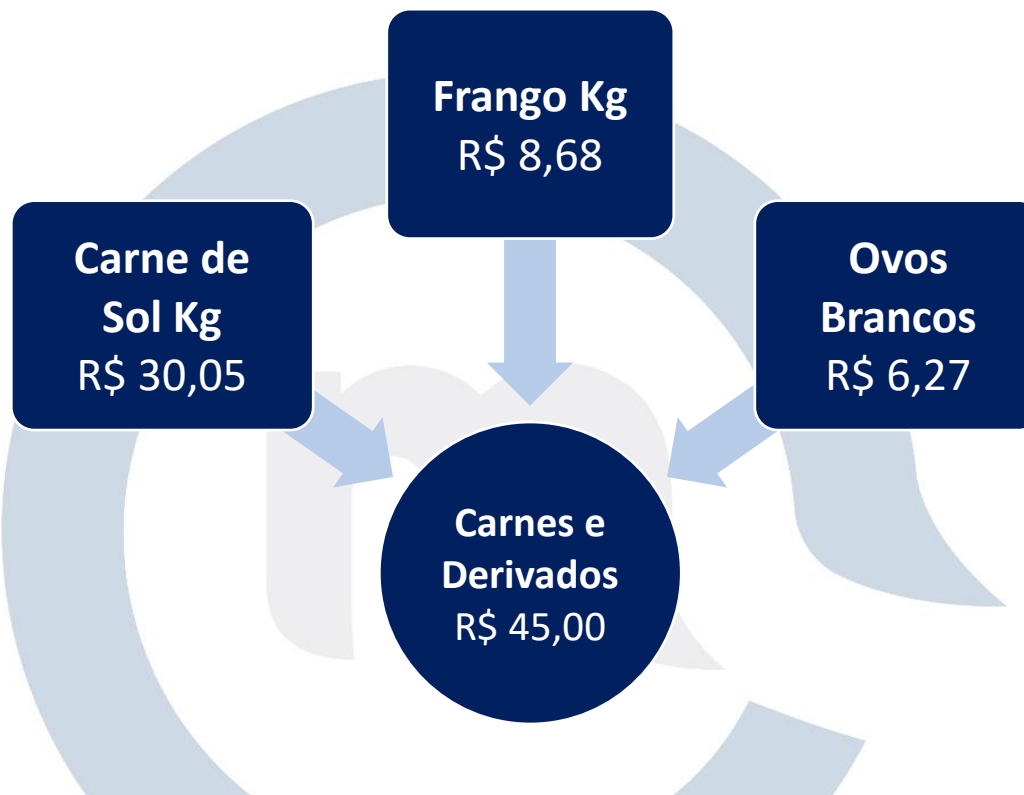 Frango Kg
R$ 8,68
Carne de
Sol Kg
R$ 30,05
Ovos
Brancos
R$ 6,27
Carnes e
Derivados
R$ 45,00